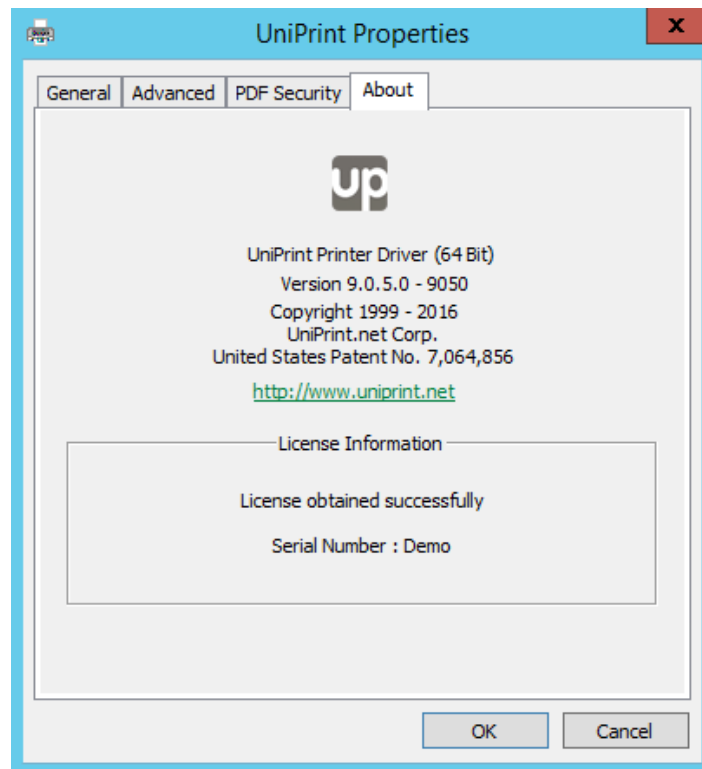 UniPrint Properties
x
General Advanced PDF Security About
up
UniPrint Printer Driver (64 Bit)
Version 9.0.5.0 - 9050
Copyright 1999 - 2016
UniPrint.net Corp.
United States Patent No. 7,064,856
http://www.uniprint.net
License Information
License obtained successfully
Serial Number : Demo
OK Cancel